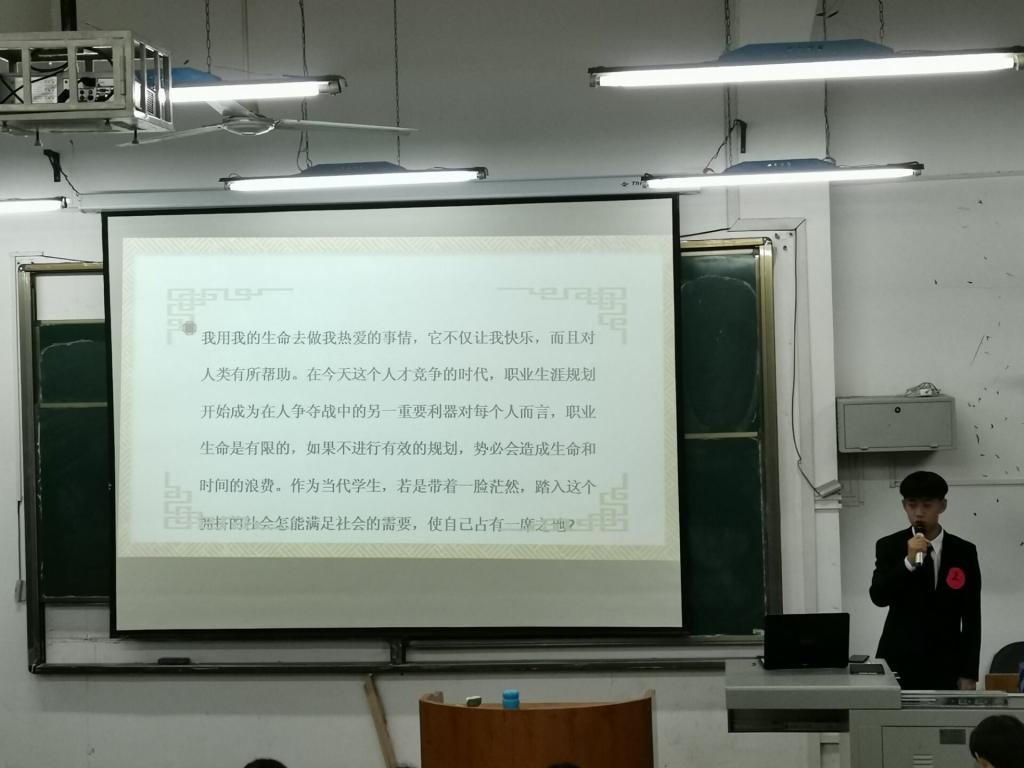 我用我的生命去做我热爱的事情，它不仅让我快乐，而且对
人类有所帮助。在今天这个人才竞争的时代，职业生涯规划
开始成为在人争夺战中的另一重要利器对每个人而言，职业
生命是有限的，如果不进行有效的规划，势必会造成生命和
时间的浪费。作为当代学生，若是带着一脸茫然，踏入这个
拥挤的社会怎能满足社会的需要，使自己占有一席之地？